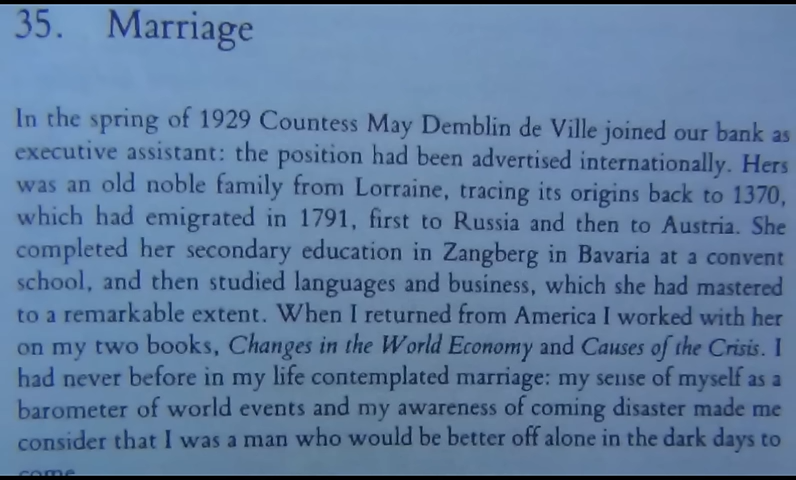 35. Marriage
In the spring of 1929 Countess May Demblin de Ville joined our bank as
executive assistant: the position had been advertised internationally. Hers
was an old noble family from Lorraine, tracing its origins back to 1370,
which had emigrated in 1791, first to Russia and then to Austria. She
completed her secondary education in Zangberg in Bavaria at a convent
school, and then studied languages and business, which she had mastered
to a remarkable extent. When I returned from America I worked with her
on my two books, Changes in the World Economy and Causes of the Crisis. I
had never before in my life contemplated marriage: my sense of myself as a
barometer of world events and my awareness of coming disaster made me
consider that I was a man who would be better off alone in the dark days to
come